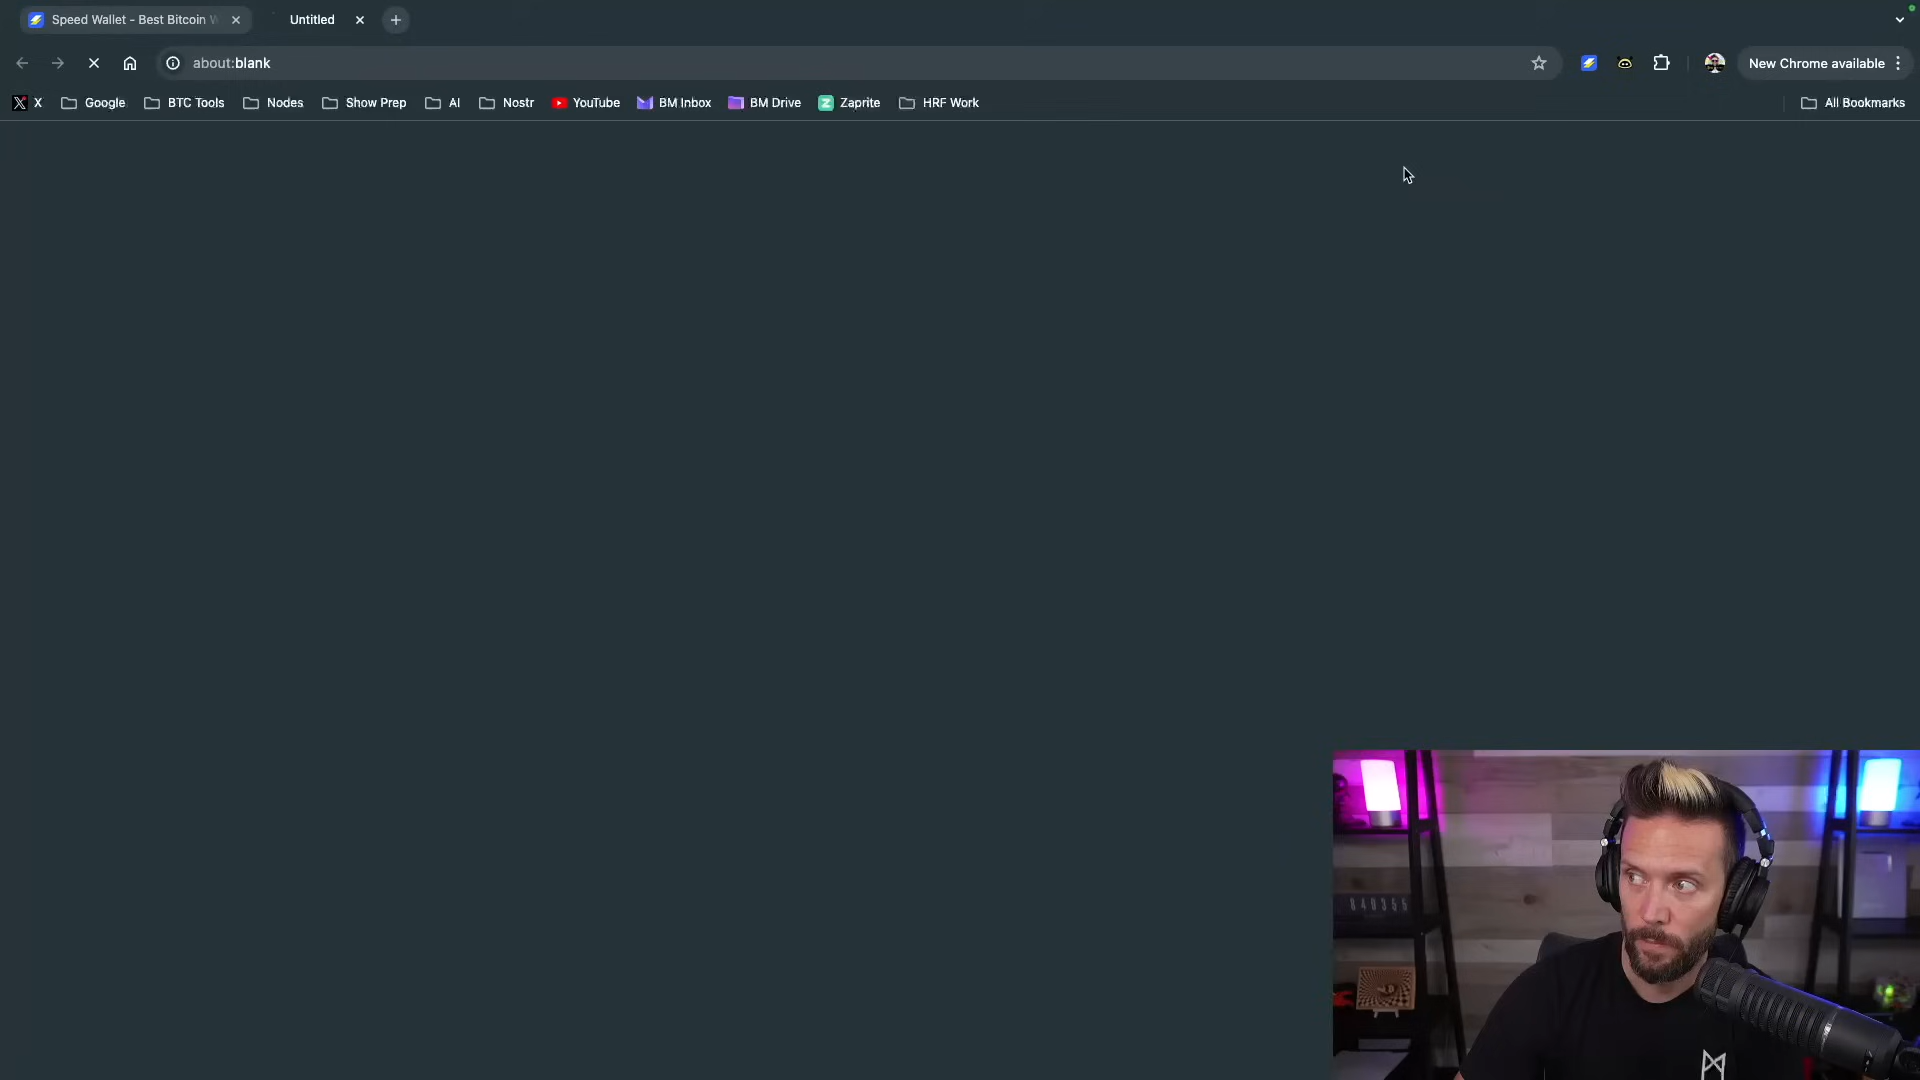 Speed Wallet - Best Bitcoin W
Untitled
about:blank
New Chrome available
X
Google
BTC Tools
Nodes
Show Prep
AI
Nostr
YouTube
BM Inbox
BM Drive
Zaprite
HRF Work
All Bookmarks
840355